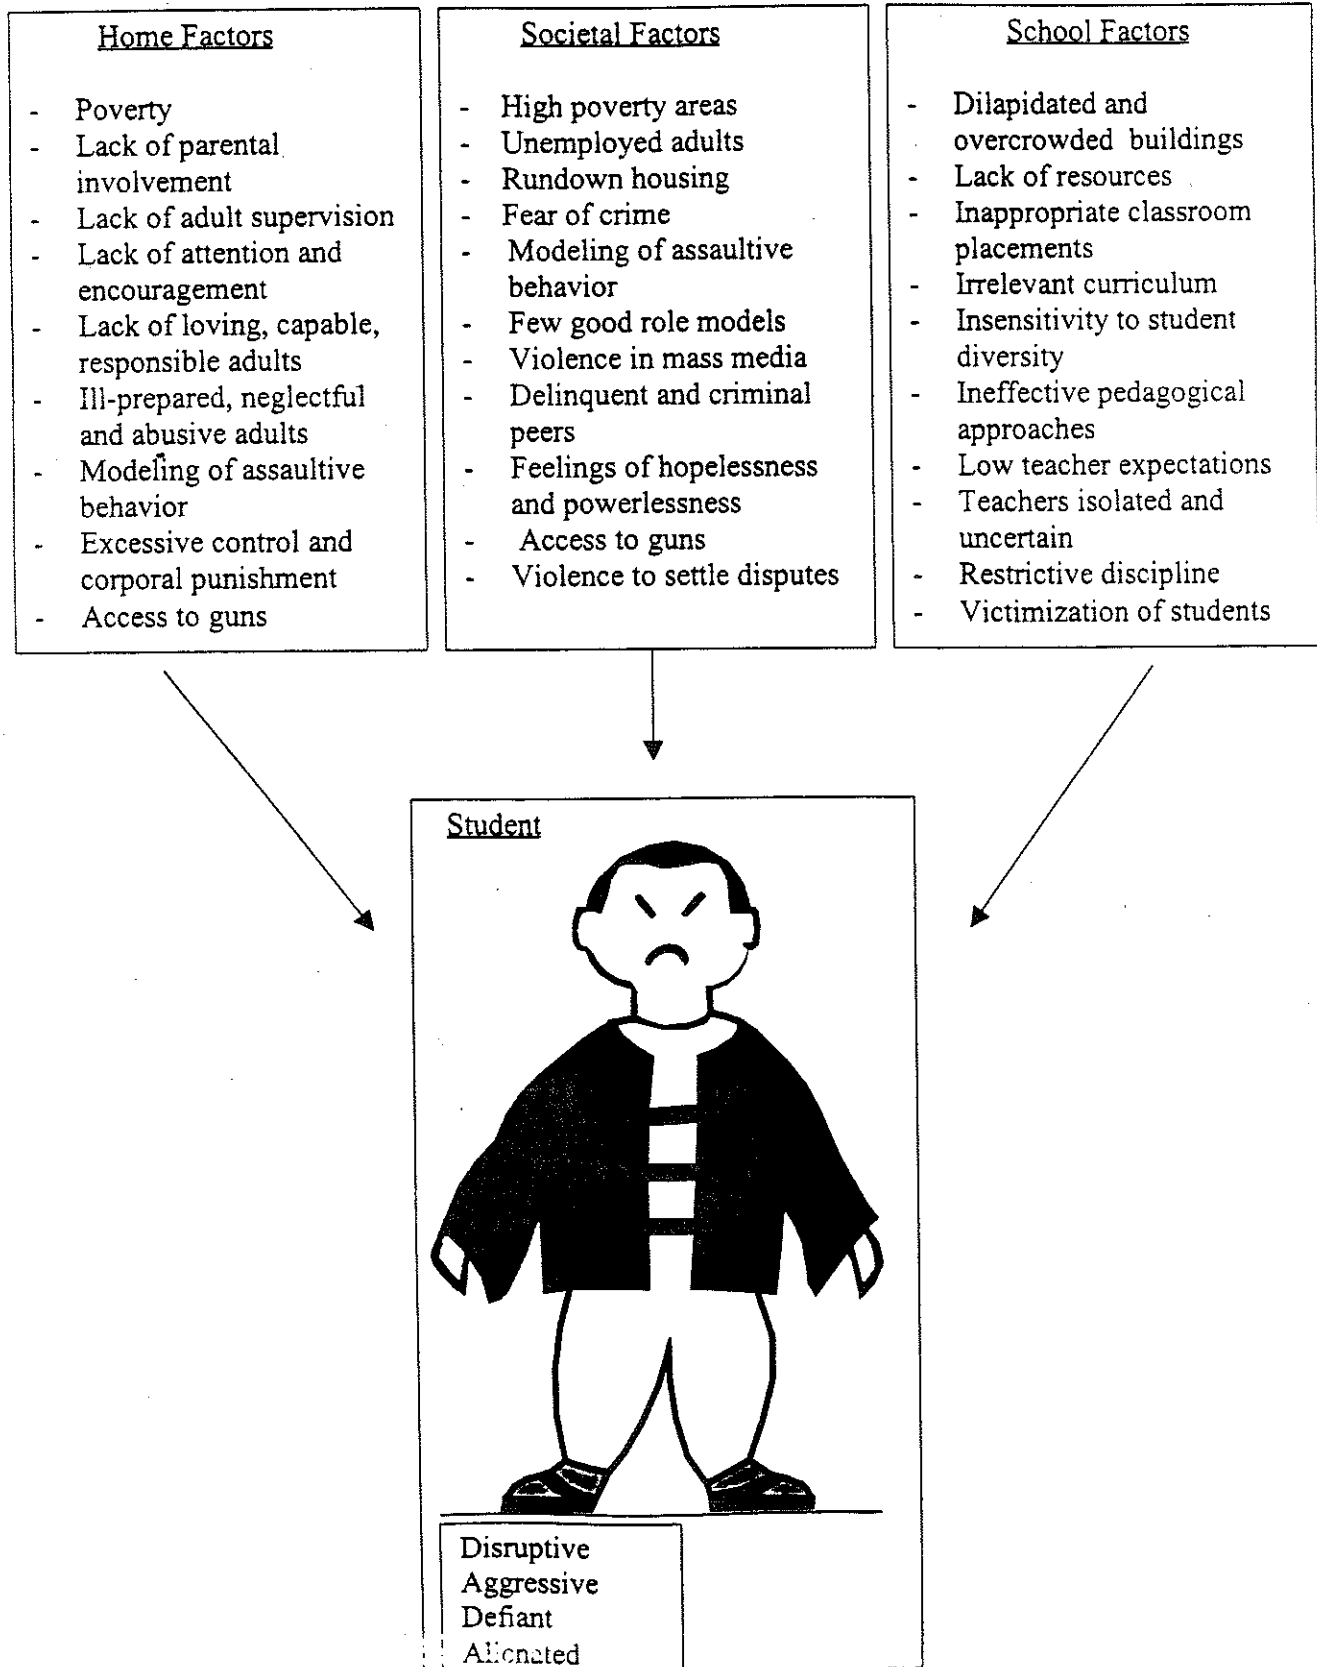 Home Factors
- Poverty
- Lack of parental
involvement
- Lack of adult supervision
- Lack of attention and
encouragement
- Lack of loving, capable,
responsible adults
- Ill-prepared, neglectful
and abusive adults
- Modeling of assaultive
behavior
- Excessive control and
corporal punishment
- Access to guns
Societal Factors
- High poverty areas
- Unemployed adults
- Rundown housing
- Fear of crime
- Modeling of assaultive
behavior
- Few good role models
- Violence in mass media
- Delinquent and criminal
peers
- Feelings of hopelessness
and powerlessness
- Access to guns
- Violence to settle disputes
School Factors
- Dilapidated and
overcrowded buildings
- Lack of resources
- Inappropriate classroom
placements
- Irrelevant curriculum
- Insensitivity to student
diversity
- Ineffective pedagogical
approaches
- Low teacher expectations
- Teachers isolated and
uncertain
- Restrictive discipline
- Victimization of students
Student
Disruptive
Aggressive
Defiant
Alienated